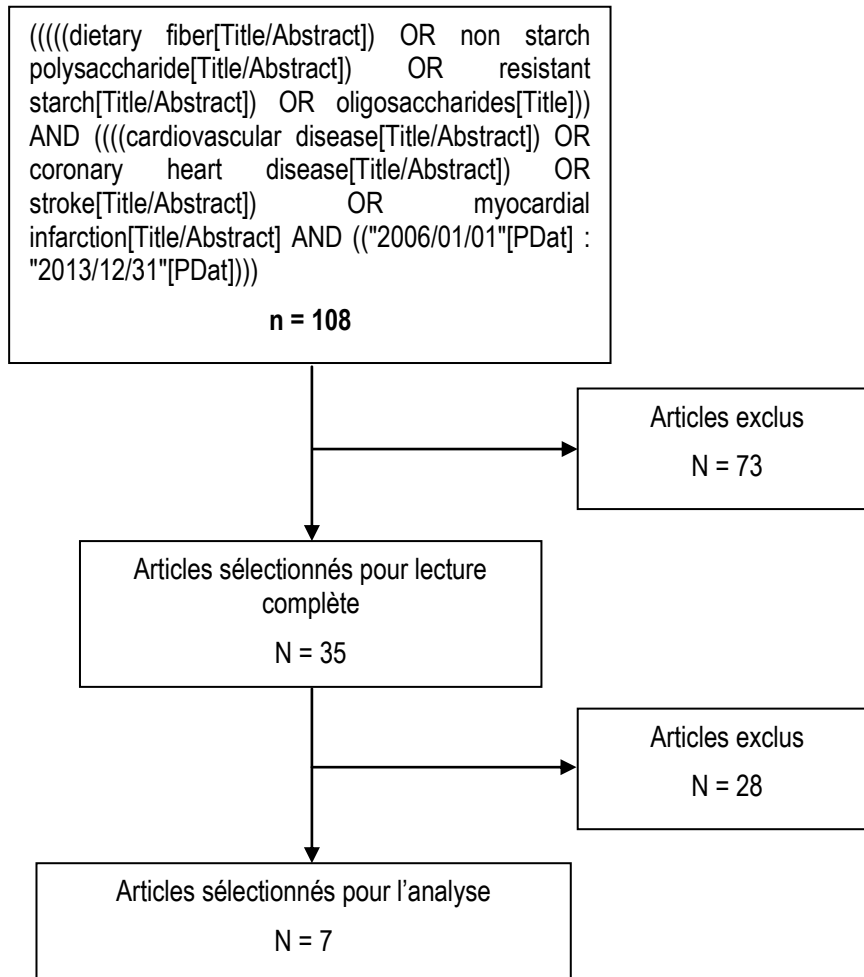 (((((dietary fiber[Title/Abstract]) OR non starch
polysaccharide[Title/Abstract]) OR resistant
starch[Title/Abstract]) OR oligosaccharides[Title]))
AND ((((cardiovascular disease[Title/Abstract]) OR
coronary heart disease[Title/Abstract]) OR
stroke[Title/Abstract]) OR myocardial
infarction[Title/Abstract] AND (("2006/01/01"[PDat] :
"2013/12/31"[PDat])))
n = 108
Articles exclus
N = 73
Articles sélectionnés pour lecture
complète
N = 35
Articles exclus
N = 28
Articles sélectionnés pour l’analyse
N = 7